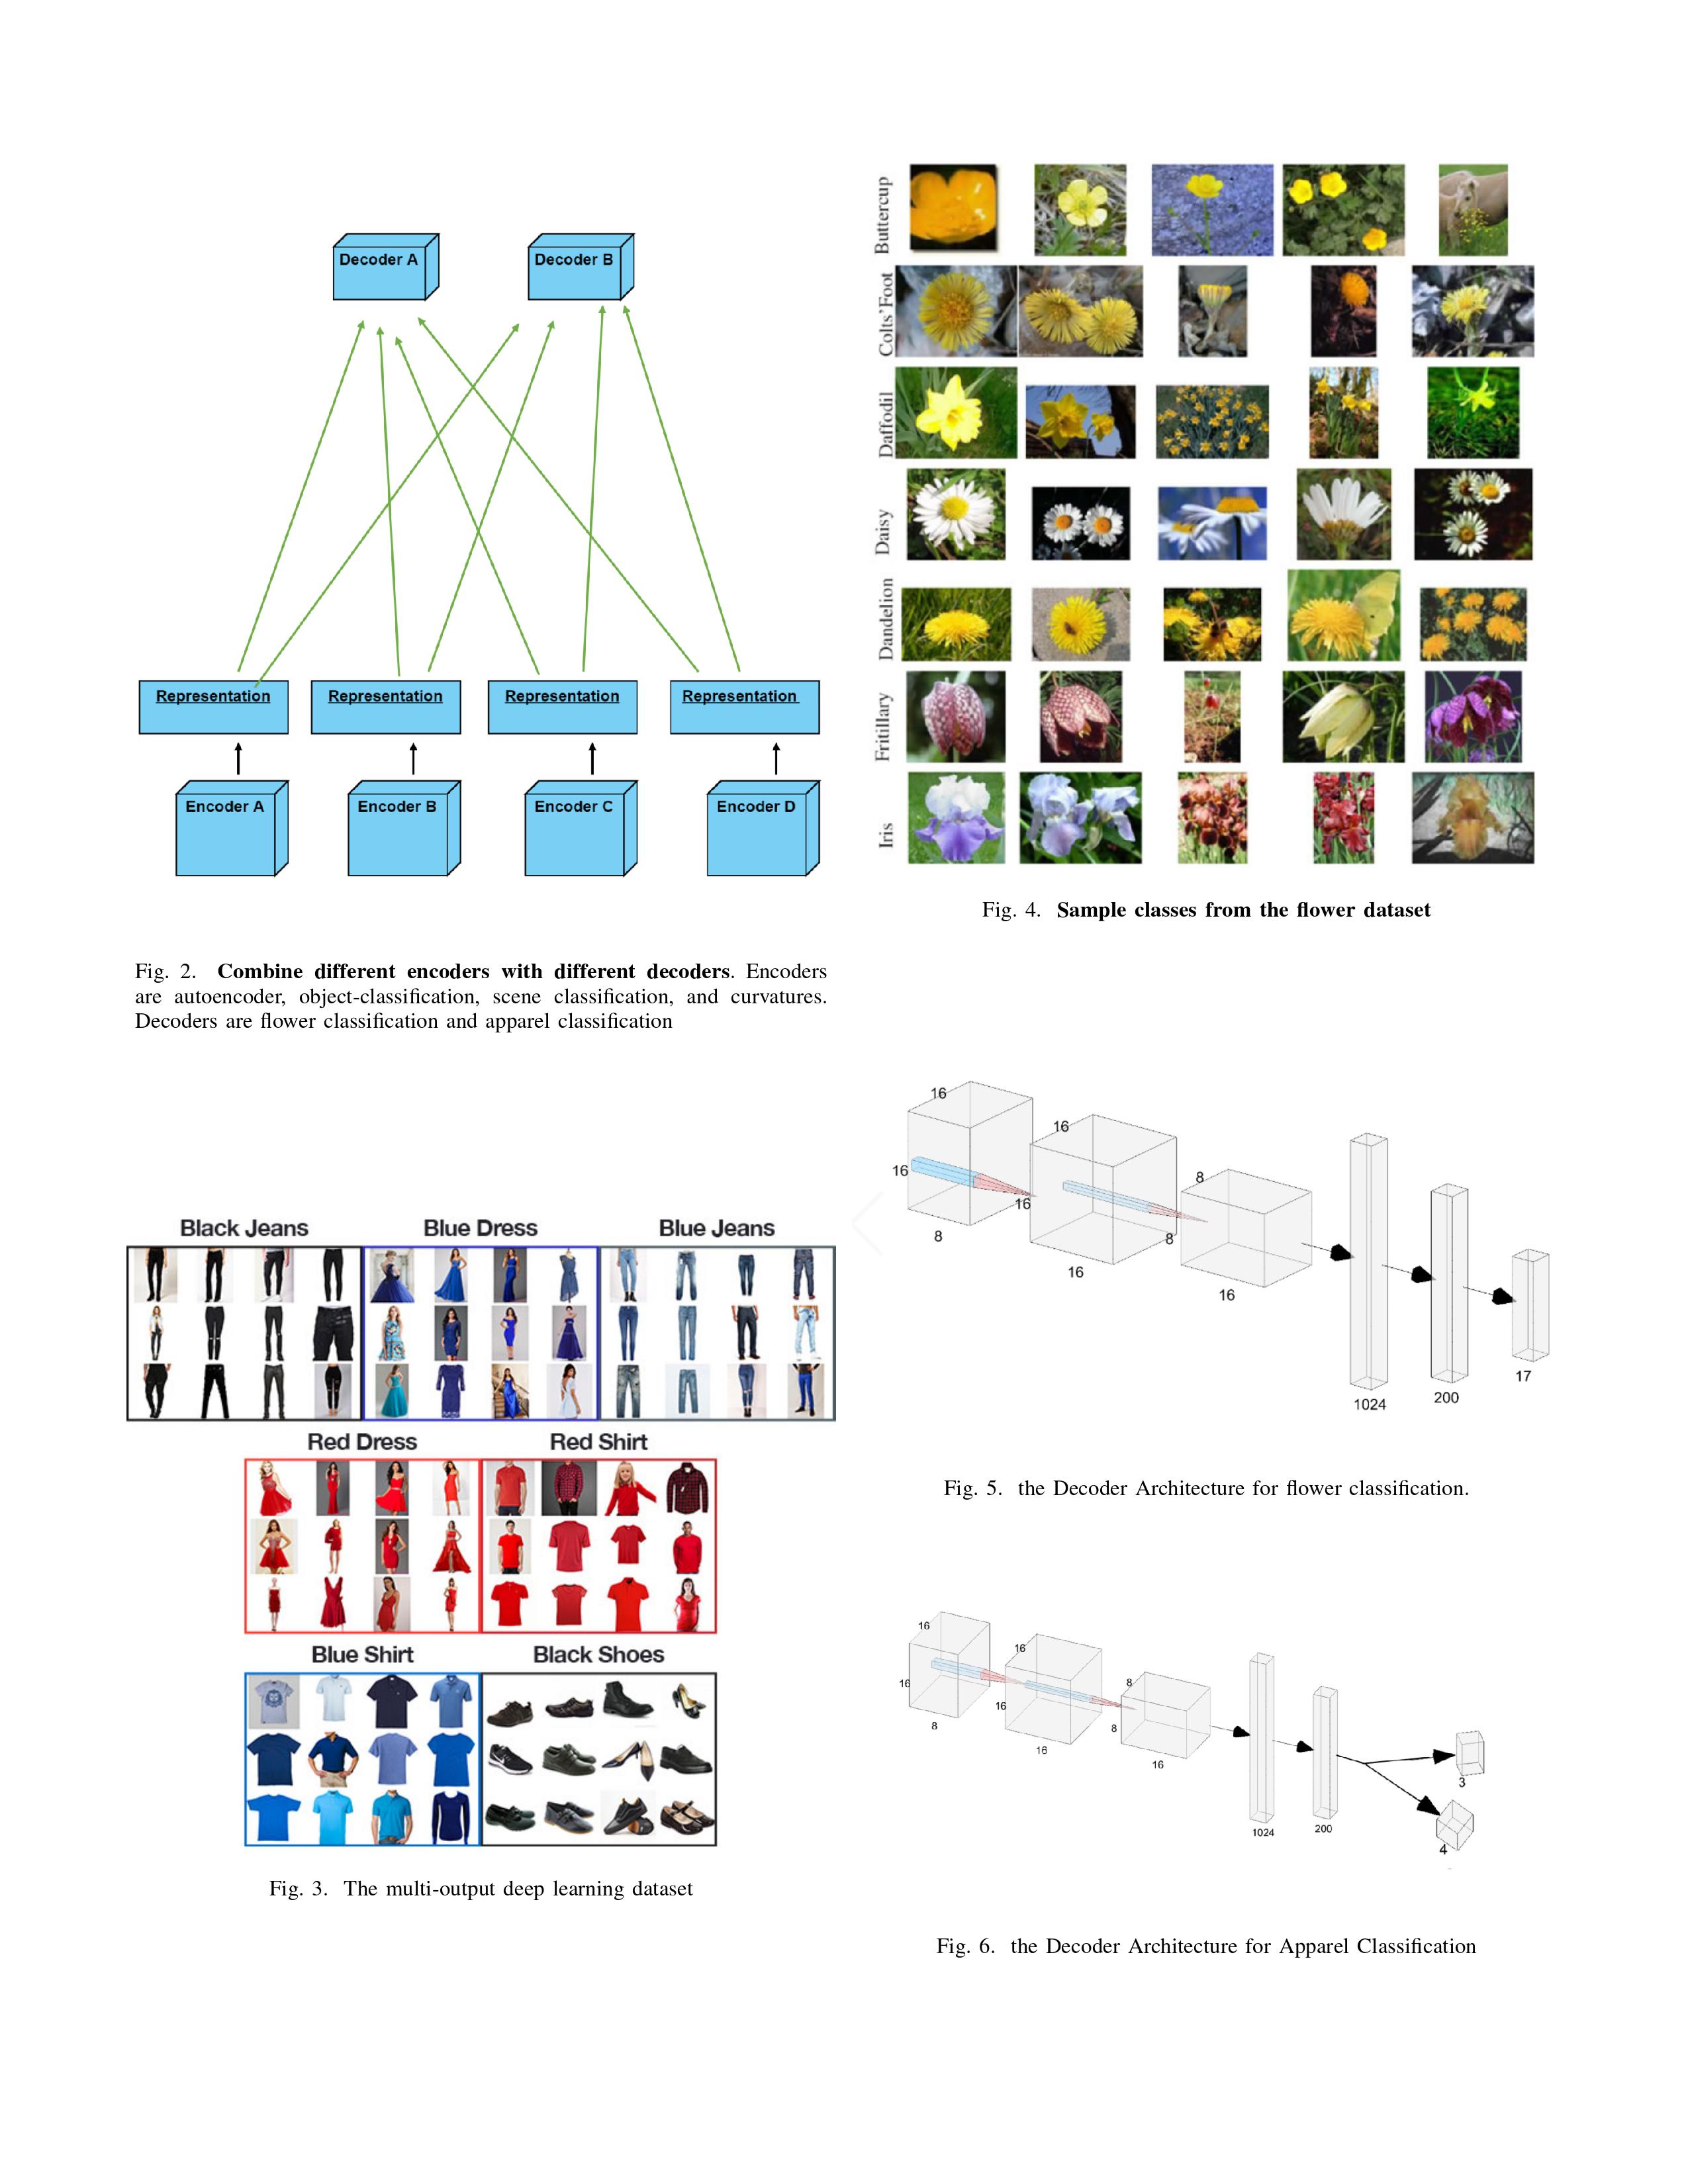 Decoder A
Decoder B
Representation
Representation
Representation
Representation
Encoder A
Encoder B
Encoder C
Encoder D
Fig. 2. Combine different encoders with different decoders. Encoders
are autoencoder, object-classification, scene classification, and curvatures.
Decoders are flower classification and apparel classification
Black Jeans
Blue Dress
Blue Jeans
Red Dress
Red Shirt
Blue Shirt
Black Shoes
Fig. 3. The multi-output deep learning dataset
Buttercup
Colts'Foot
Daffodil
Daisy
Dandelion
Fritillary
Iris
Fig. 4. Sample classes from the flower dataset
16
16
8
16
16
16
8
8
16
1024
200
17
Fig. 5. the Decoder Architecture for flower classification.
16
16
8
16
16
16
8
8
16
1024
200
3
4
Fig. 6. the Decoder Architecture for Apparel Classification